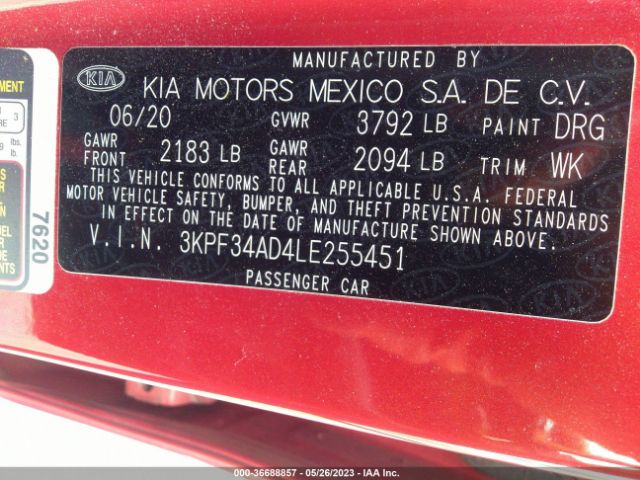 MANUFACTURED BY
KIA KIA MOTORS MEXICO S.A. DE C.V.
06/20 GVWR 3792 LB PAINT DRG
GAWR FRONT 2183 LB GAWR REAR 2094 LB TRIM WK
THIS VEHICLE CONFORMS TO ALL APPLICABLE U.S.A. FEDERAL
MOTOR VEHICLE SAFETY, BUMPER, AND THEFT PREVENTION STANDARDS
IN EFFECT ON THE DATE OF MANUFACTURE SHOWN ABOVE.
V.I.N. 3KPF34AD4LE255451
PASSENGER CAR
7620
3
lbs.
lb.
000-36688857 • 05/26/2023 • IAA Inc.